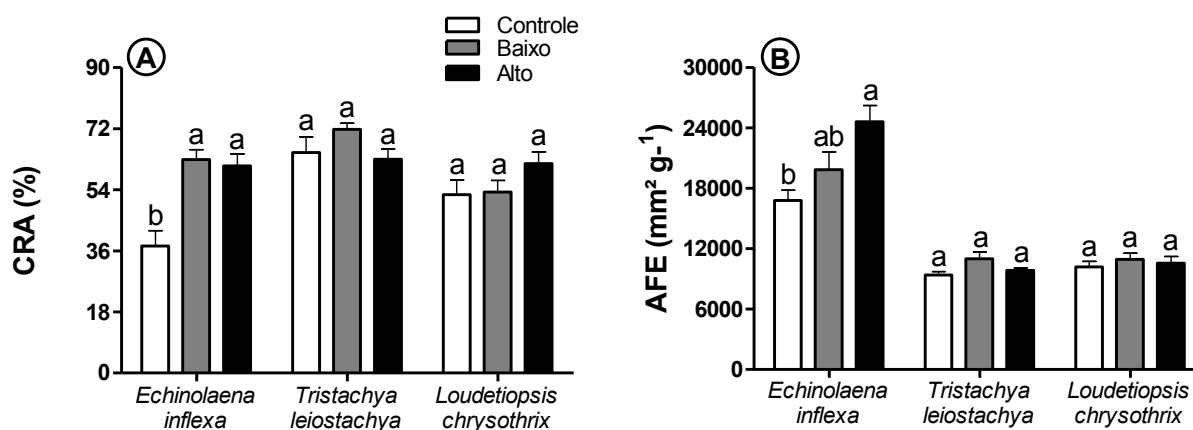 A
Controle
Baixo
Alto
CRA (%)
90
72
54
36
18
0
b a a a a a a a a
Echinolaena inflexa
Tristachya leiostachya
Loudetiopsis chrysothrix
B
AFE (mm² g-¹)
30000
24000
18000
12000
6000
0
b ab a a a a a a a
Echinolaena inflexa
Tristachya leiostachya
Loudetiopsis chrysothrix